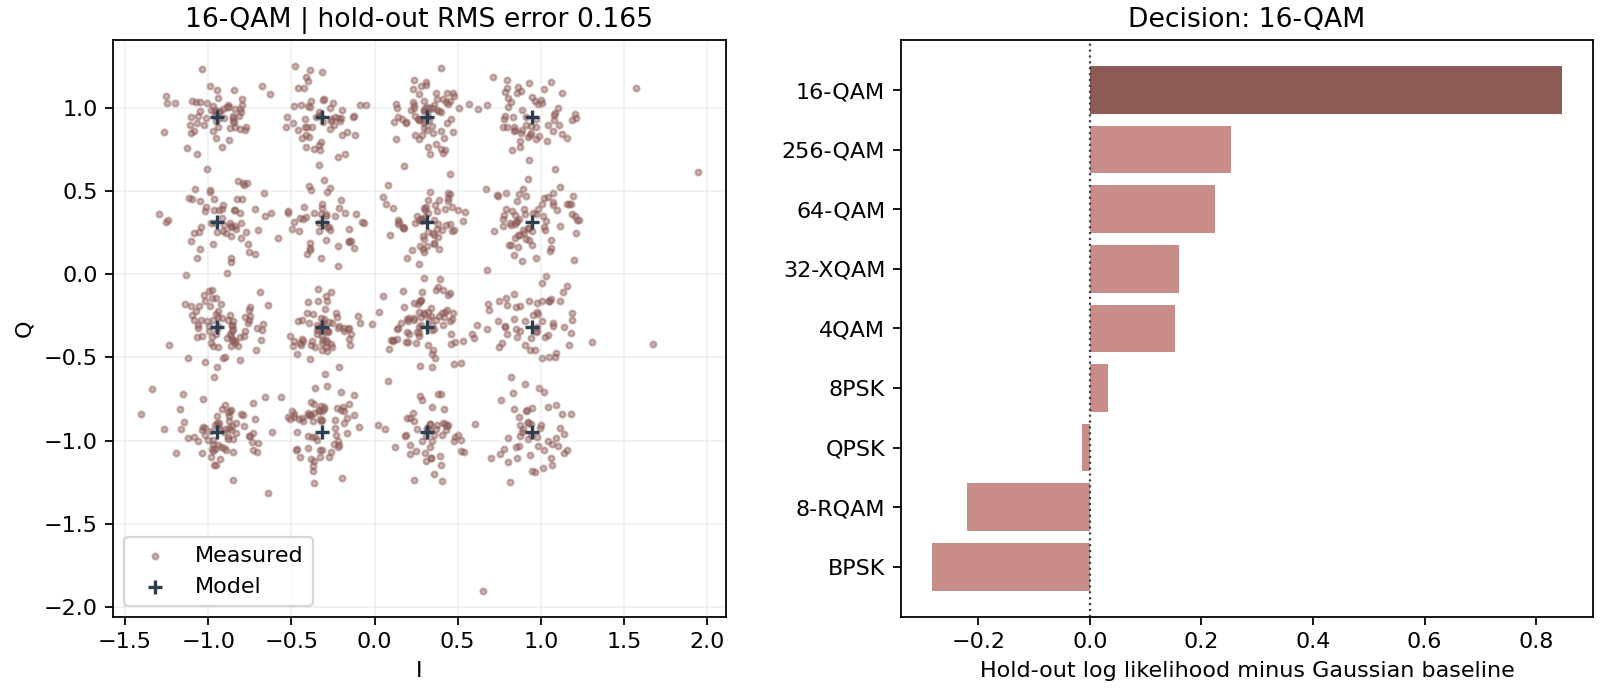 16-QAM | hold-out RMS error 0.165
1.0
0.5
0.0
−0.5
−1.0
−1.5
−2.0
Q
Measured
Model
−1.5 −1.0 −0.5 0.0 0.5 1.0 1.5 2.0
I
Decision: 16-QAM
16-QAM
256-QAM
64-QAM
32-XQAM
4QAM
8PSK
QPSK
8-RQAM
BPSK
−0.2 0.0 0.2 0.4 0.6 0.8
Hold-out log likelihood minus Gaussian baseline